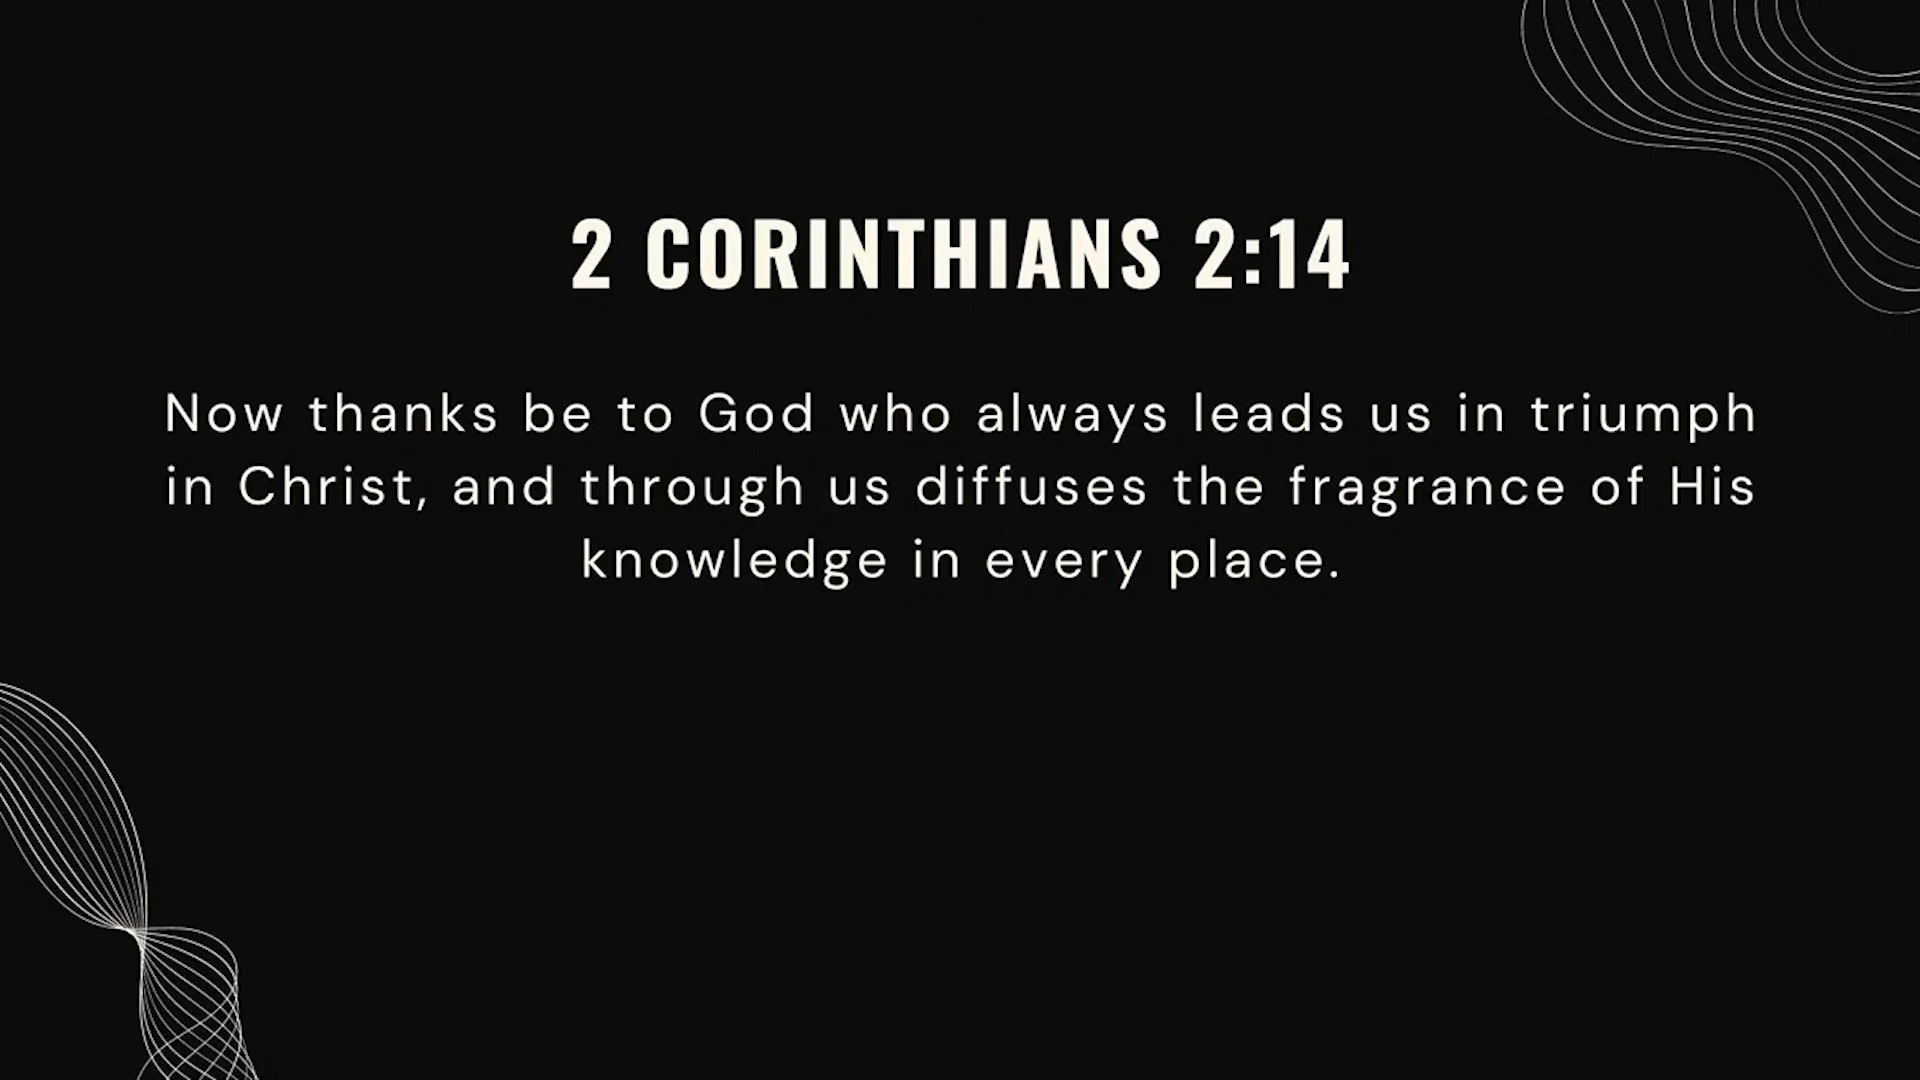 2 CORINTHIANS 2:14
Now thanks be to God who always leads us in triumph
in Christ, and through us diffuses the fragrance of His
knowledge in every place.